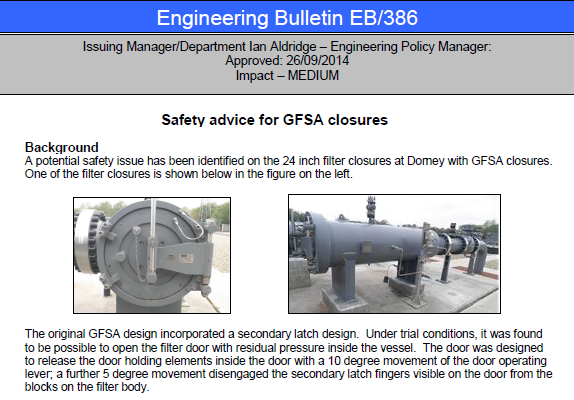 Engineering Bulletin EB/386
Issuing Manager/Department Ian Aldridge – Engineering Policy Manager:
Approved: 26/09/2014
Impact – MEDIUM
Safety advice for GFSA closures
Background
A potential safety issue has been identified on the 24 inch filter closures at Dorney with GFSA closures.
One of the filter closures is shown below in the figure on the left.
The original GFSA design incorporated a secondary latch design.  Under trial conditions, it was found
to be possible to open the filter door with residual pressure inside the vessel.  The door was designed
to release the door holding elements inside the door with a 10 degree movement of the door operating
lever; a further 5 degree movement disengaged the secondary latch fingers visible on the door from the
blocks on the filter body.